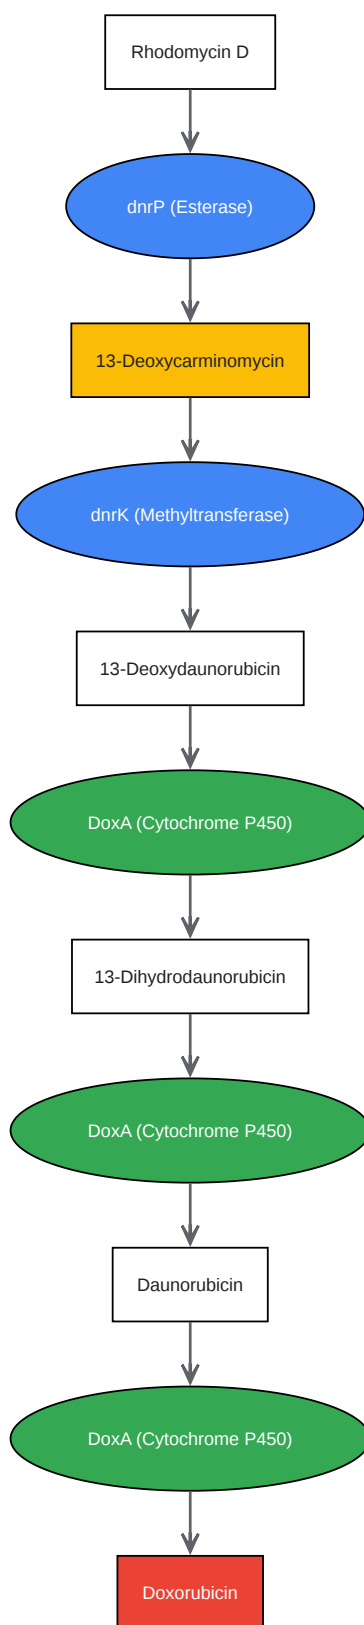 Rhodomycin D
dnrP (Esterase)
13-Deoxycarminomycin
dnrK (Methyltransferase)
13-Deoxydaunorubicin
DoxA (Cytochrome P450)
13-Dihydrodaunorubicin
DoxA (Cytochrome P450)
Daunorubicin
DoxA (Cytochrome P450)
Doxorubicin